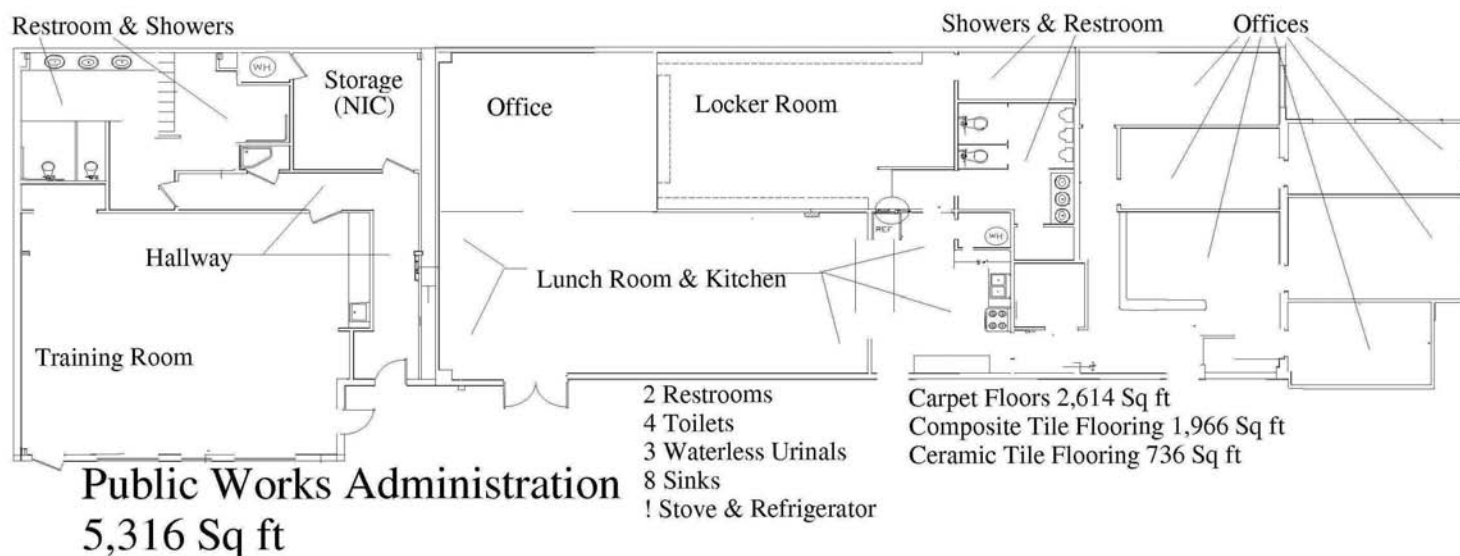 Restroom & Showers
Showers & Restroom
Offices
WH
Storage
(NIC)
Office
Locker Room
REF
WH
Hallway
Lunch Room & Kitchen
Training Room
2 Restrooms
4 Toilets
3 Waterless Urinals
8 Sinks
! Stove & Refrigerator
Carpet Floors 2,614 Sq ft
Composite Tile Flooring 1,966 Sq ft
Ceramic Tile Flooring 736 Sq ft
Public Works Administration
5,316 Sq ft